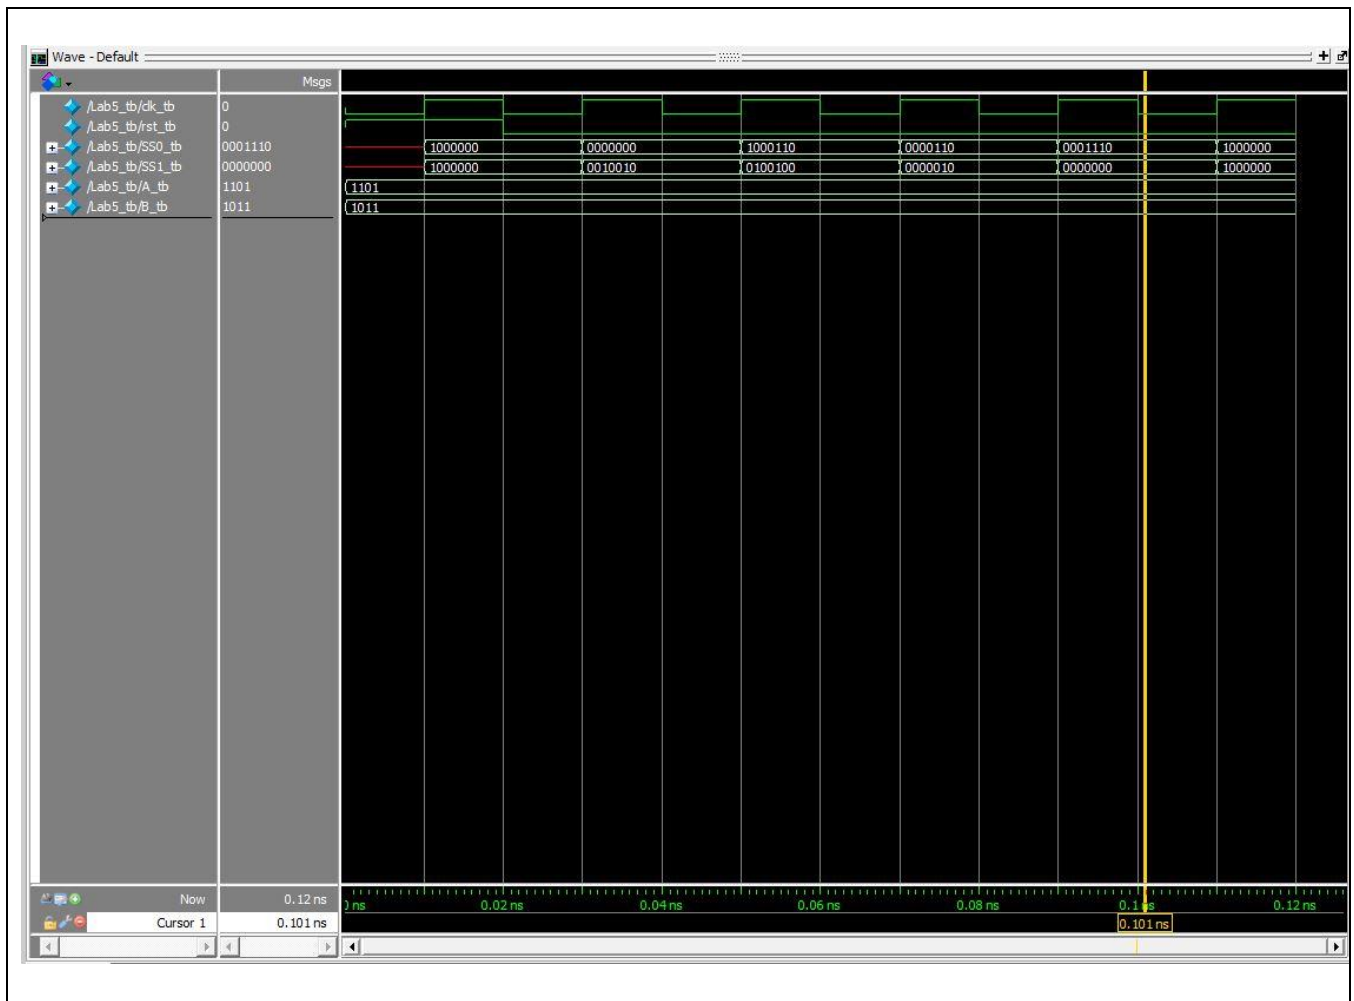 Wave - Default
Msgs
/Lab5_tb/clk_tb 0
/Lab5_tb/rst_tb 0
/Lab5_tb/SS0_tb 0001110 1000000 0000000 1000110 0000110 0001110 1000000
/Lab5_tb/SS1_tb 0000000 1000000 0010010 0100100 0000010 0000000 1000000
/Lab5_tb/A_tb 1101 1101
/Lab5_tb/B_tb 1011 1011
Now 0.12 ns ns 0.02 ns 0.04 ns 0.06 ns 0.08 ns 0.12 ns
Cursor 1 0.101 ns 0.101 ns